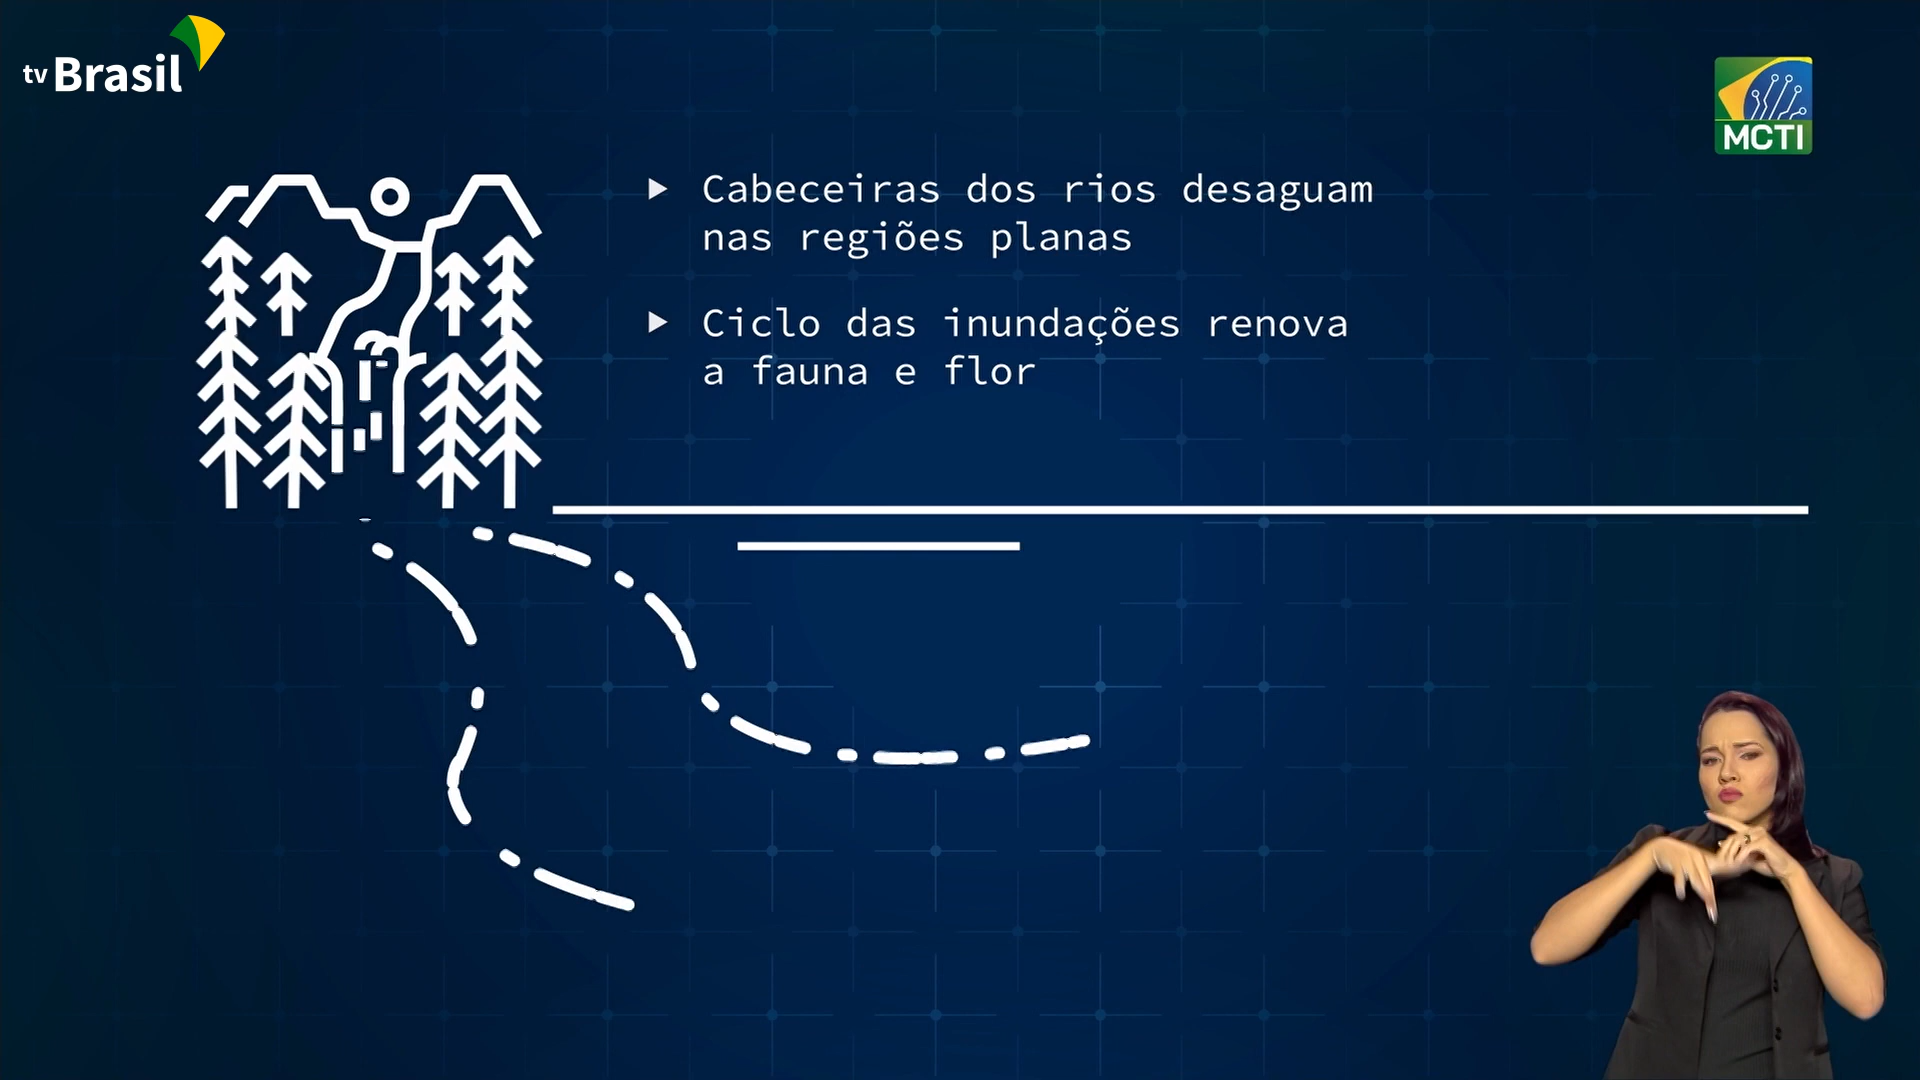 tv Brasil
MCTI
Cabeceiras dos rios desaguam
nas regiões planas
Ciclo das inundações renova
a fauna e flor